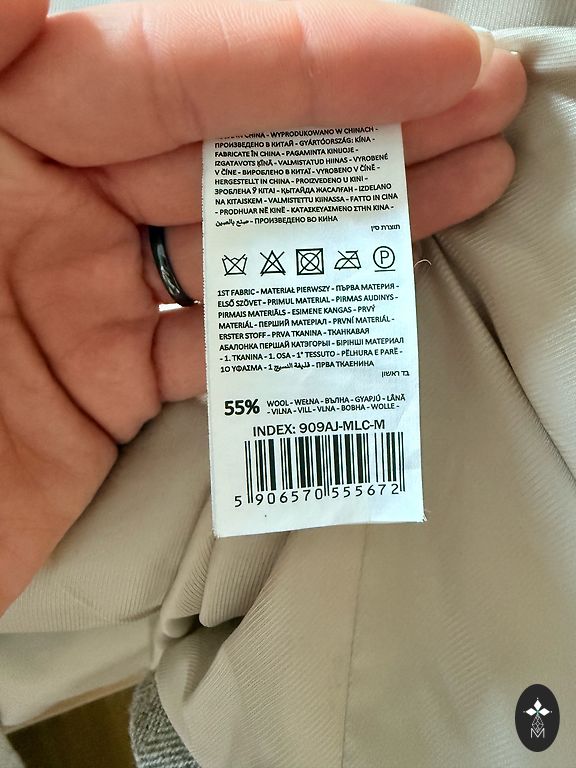 IN CHINA - WYPRODUKOWANO W CHINACH -
ПРОИЗВЕДЕНО В КИТАЙ - GYÁRTÓORSZÁG: KÍNA -
FABRICATE ÎN CHINA - PAGAMINTA KINUOJE -
IZGATAVOTS ĶĪNĀ - VALMISTATUD HIINAS - VYROBENÉ
V ČÍNE - ВИРОБЛЕНО В КИТАЇ - VYROBENO V ČÍNĚ -
HERGESTELLT IN CHINA - PROIZVEDENO U KINI -
ЗРОБЛЕНА Ў КІТАІ - ҚЫТАЙДА ЖАСАЛҒАН - IZDELANO
NA KITAJSKEM - VALMISTETTU KIINASSA - FATTO IN CINA
- PRODHUAR NË KINË - ΚΑΤΑΣΚΕΥΑΖΕΜΟ ΣΤΗΝ ΚΙΝΑ -
صنع بالصين - ПРОИЗВЕДЕНО ВО КИНА
תוצרת סין
P
1ST FABRIC - MATERIAŁ PIERWSZY - ПЪРВА МАТЕРИЯ -
ELSŐ SZÖVET - PRIMUL MATERIAL - PIRMAS AUDINYS -
PIRMAIS MATERIĀLS - ESIMENE KANGAS - PRVÝ
MATERIÁL - ПЕРШИЙ МАТЕРІАЛ - PRVNÍ MATERIÁL -
ERSTER STOFF - PRVA TKANINA - ТКАНКАВАЯ
АБАЛОНКА ПЕРШАЙ КАТЭГОРЫІ - БІРІНШІ МАТЕРИАЛ
- 1. TKANINA - 1. OSA - 1° TESSUTO - PËLHURA E PARË -
1Ο ΥΦΑΣΜΑ - 1 قليفة النسيج - ПРВА ТКАЕНИНА
בד ראשון
55% WOOL - WEŁNA - ВЪЛНА - GYAPJÚ - LÂNĂ
- VILNA - VILL - VLNA - ВОВНА - WOLLE -
INDEX: 909AJ-MLC-M
5 906570 555672
M